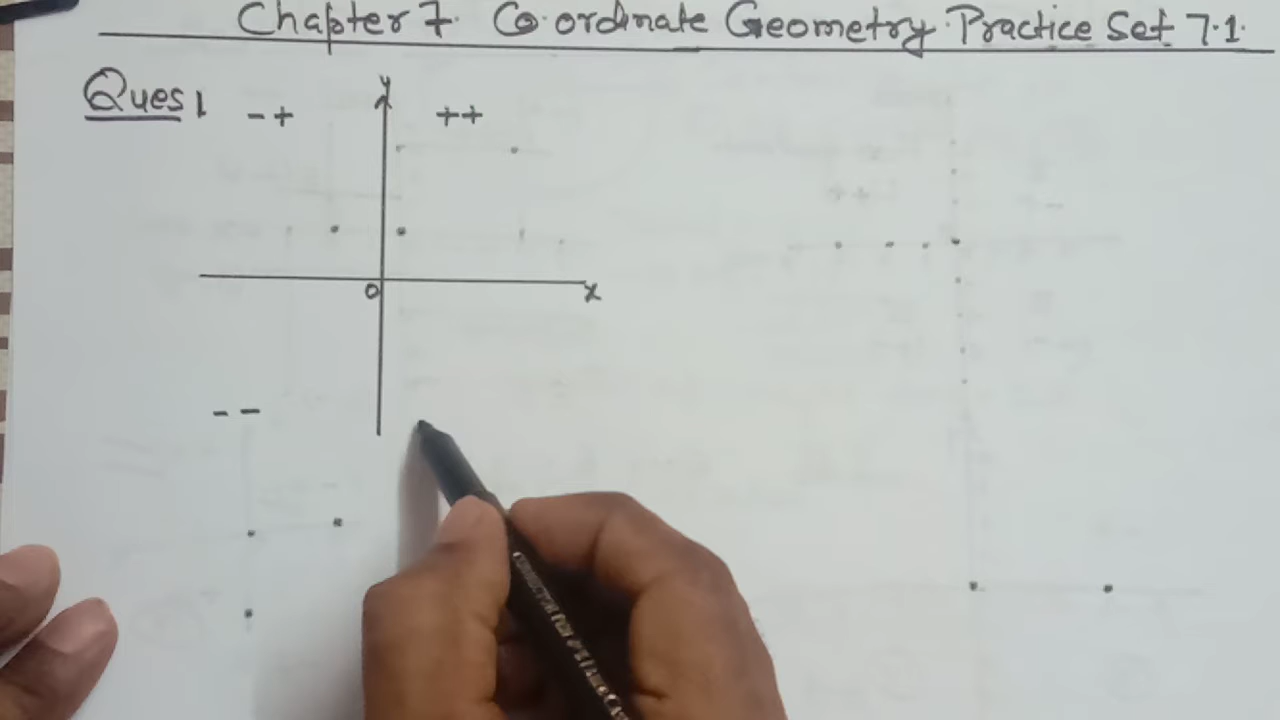 Chapter 7. Co-ordinate Geometry. Practice Set 7.1.
Ques 1
y
-+ ++
O x
--